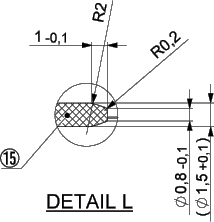 R2
1-0,1
R0,2
15
⌀0,8-0,1
⌀1,5+0,1)
DETAIL L